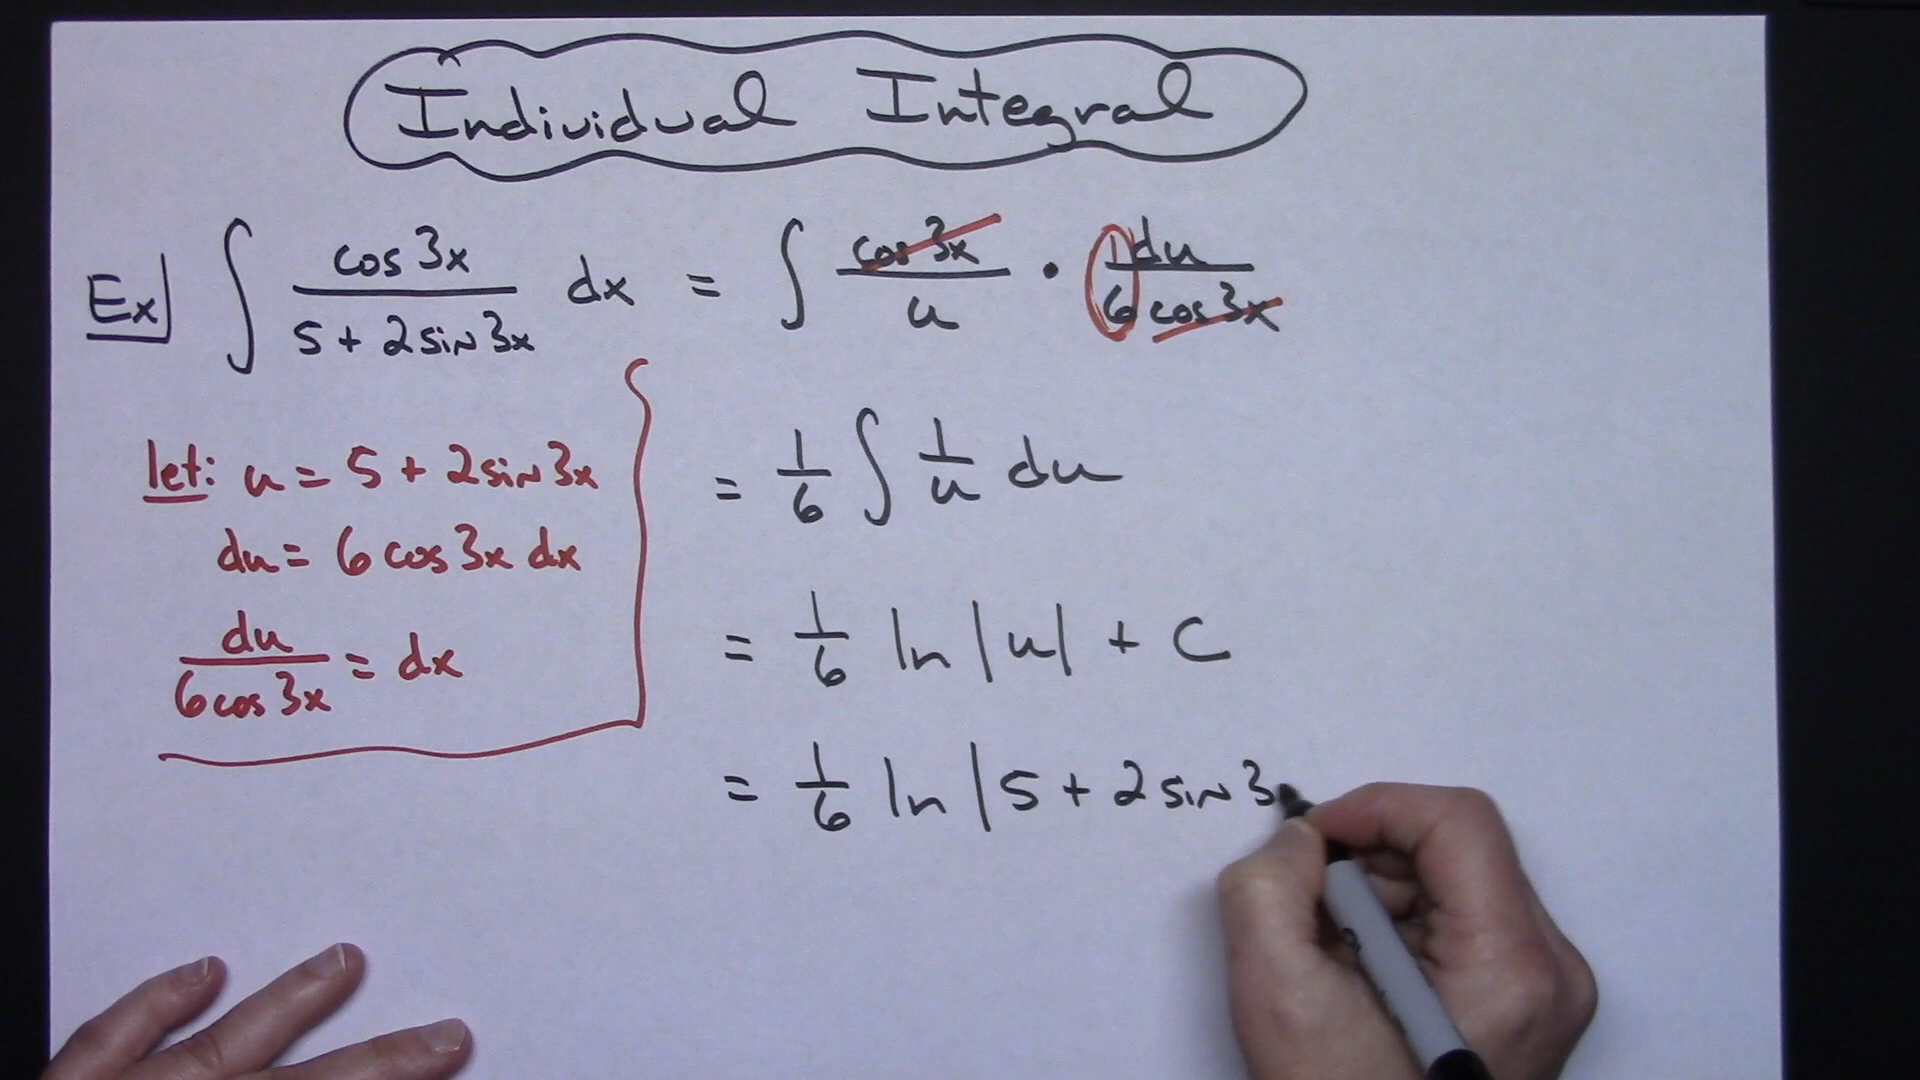 Individual Integral
Ex ∫ cos 3x / (5 + 2 sin 3x) dx = ∫ cos 3x / u · 1 du / (6 cos 3x)
let: u = 5 + 2 sin 3x
du = 6 cos 3x dx
du / (6 cos 3x) = dx
= 1/6 ∫ 1/u du
= 1/6 ln |u| + C
= 1/6 ln |5 + 2 sin 3